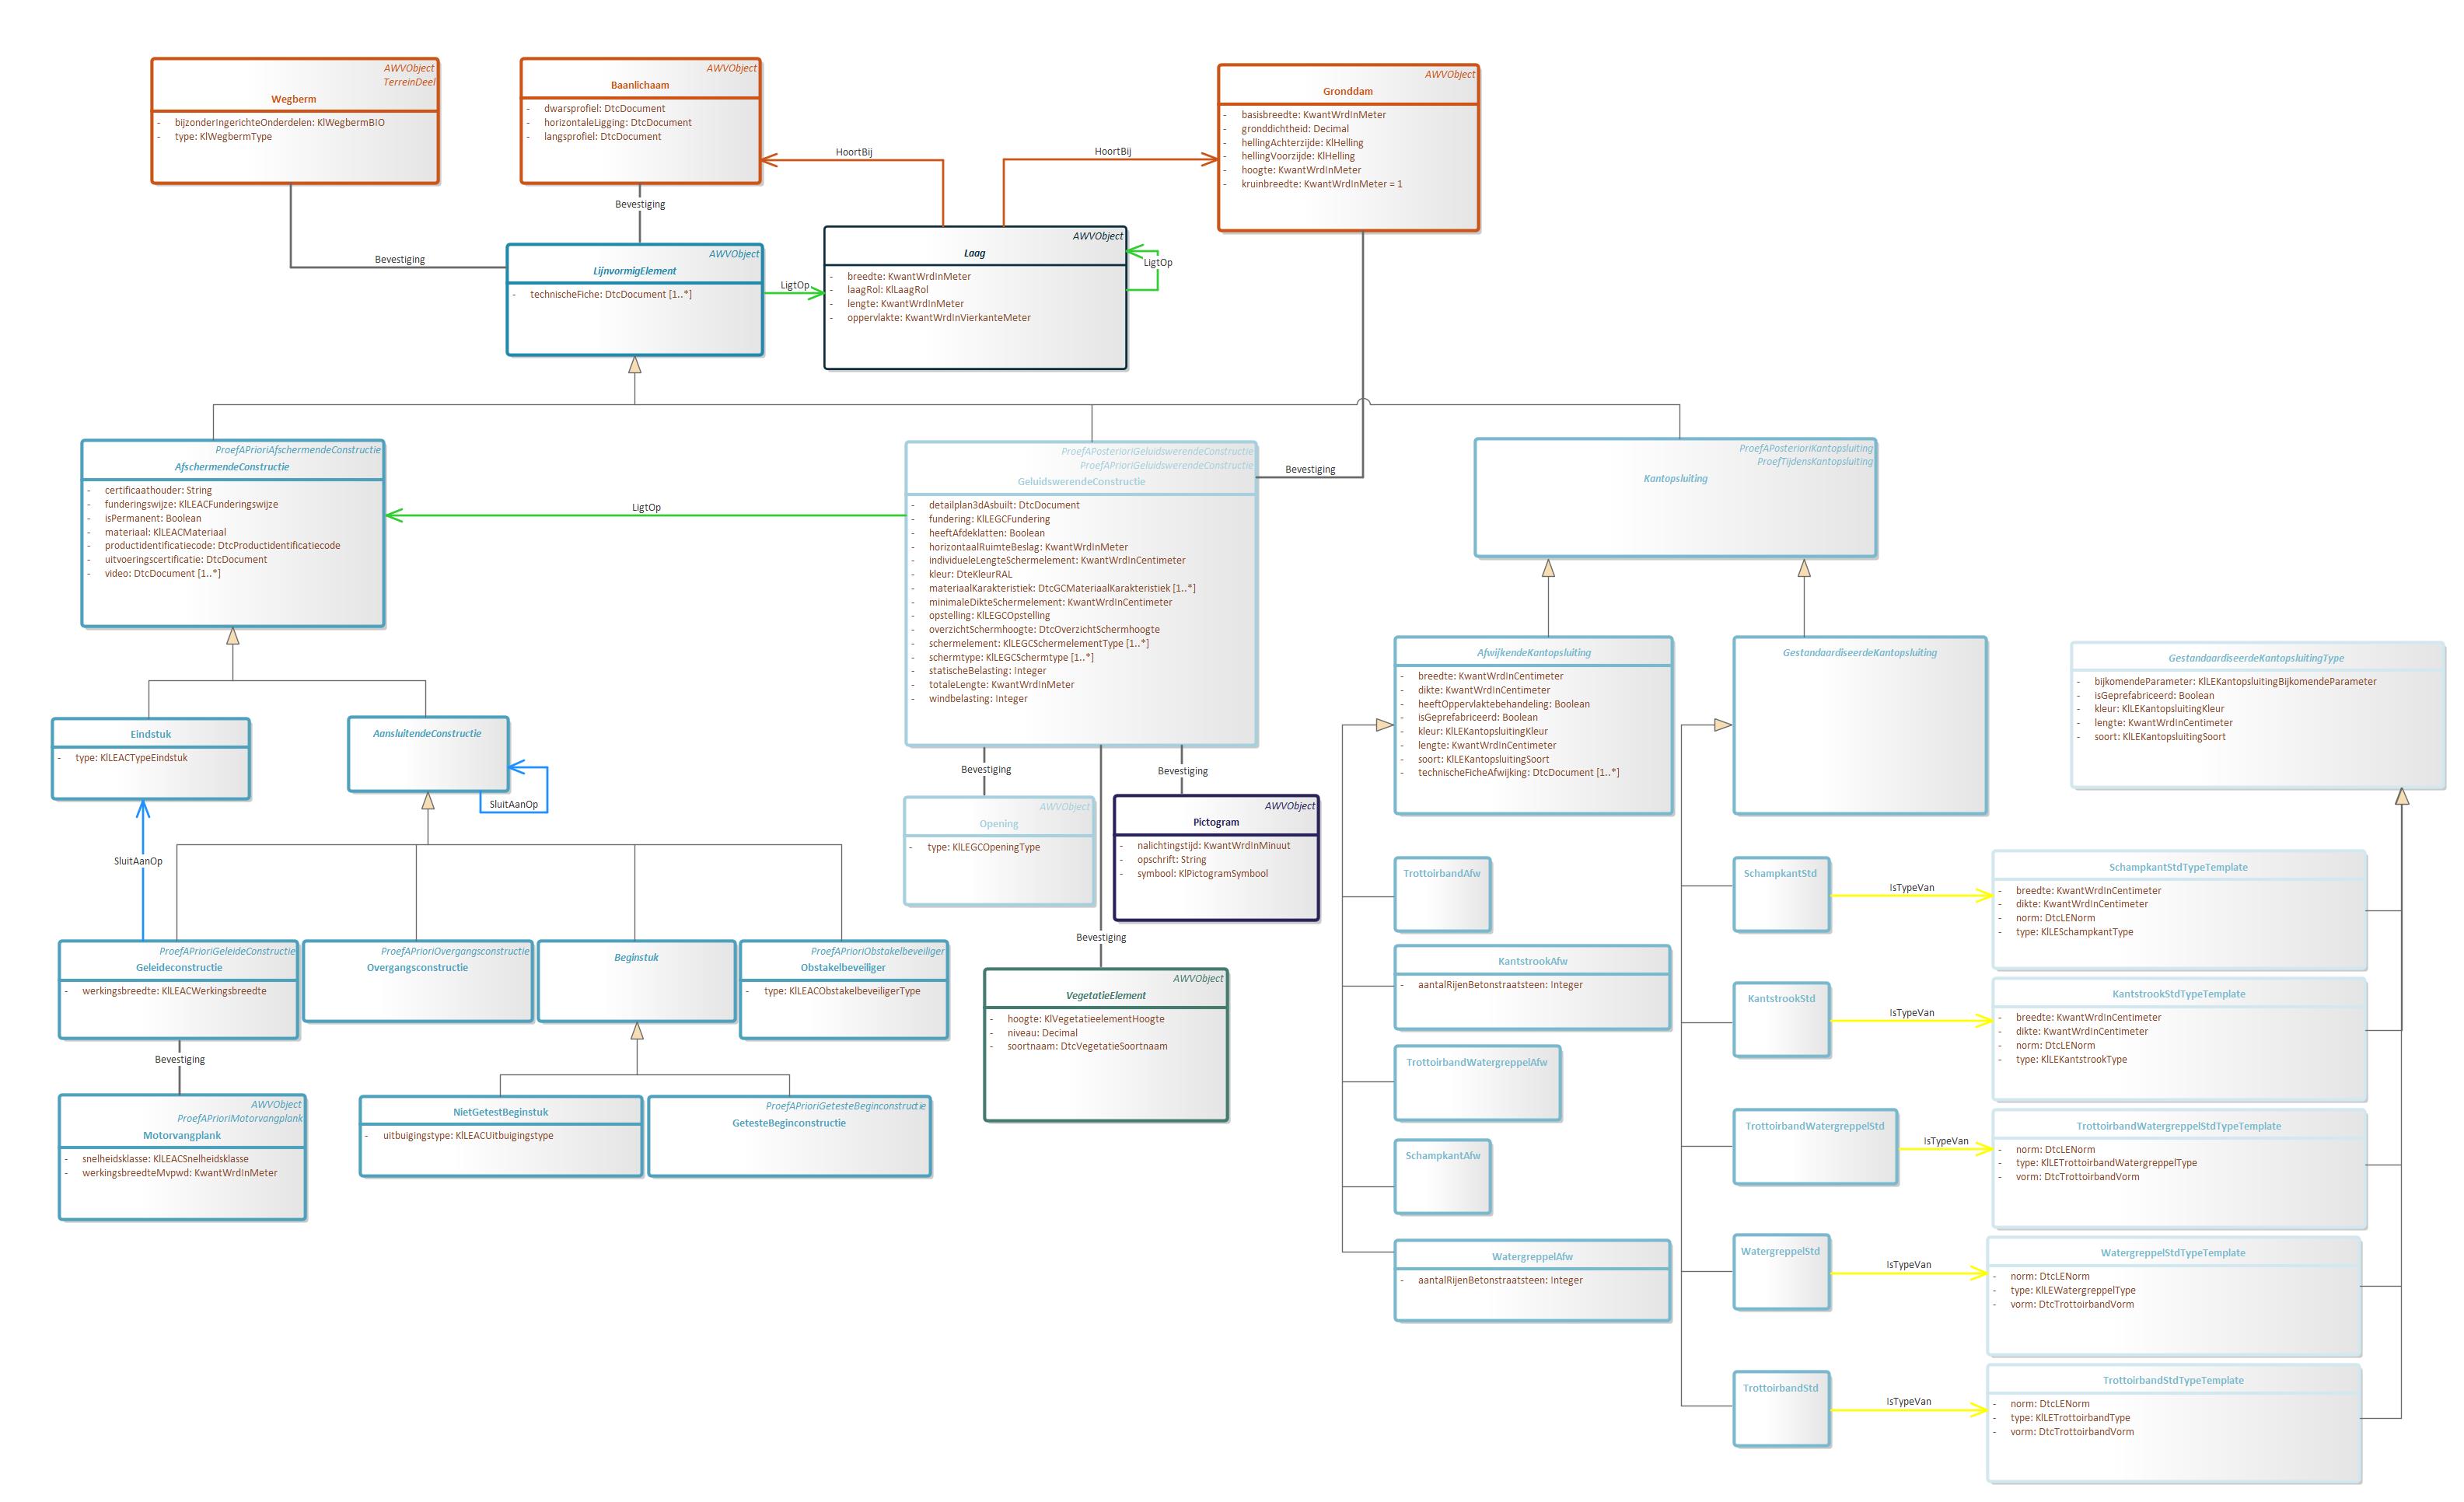 AWVObject
TerreinDeel
Wegberm
- bijzonderIngerichteOnderdelen: KlWegbermBIO
- type: KlWegbermType
AWVObject
Baanlichaam
- dwarsprofiel: DtcDocument
- horizontaleLigging: DtcDocument
- langsprofiel: DtcDocument
AWVObject
Gronddam
- basisbreedte: KwantWrdInMeter
- gronddichtheid: Decimal
- hellingAchterzijde: KlHelling
- hellingVoorzijde: KlHelling
- hoogte: KwantWrdInMeter
- kruinbreedte: KwantWrdInMeter = 1
HoortBij
HoortBij
Bevestiging
Bevestiging
AWVObject
LijnvormigElement
- technischeFiche: DtcDocument [1..*]
LigtOp
AWVObject
Laag
- breedte: KwantWrdInMeter
- laagRol: KlLaagRol
- lengte: KwantWrdInMeter
- oppervlakte: KwantWrdInVierkanteMeter
LigtOp
ProefAPrioriAfschermendeConstructie
AfschermendeConstructie
- certificaathouder: String
- funderingswijze: KlLEACFunderingswijze
- isPermanent: Boolean
- materiaal: KlLEACMateriaal
- productidentificatiecode: DtcProductidentificatiecode
- uitvoeringscertificatie: DtcDocument
- video: DtcDocument [1..*]
LigtOp
ProefAPosterioriGeluidswerendeConstructie
ProefAPrioriGeluidswerendeConstructie
GeluidswerendeConstructie
- detailplan3dAsbuilt: DtcDocument
- fundering: KlLEGCFundering
- heeftAfdeklatten: Boolean
- horizontaalRuimteBeslag: KwantWrdInMeter
- individueleLengteSchermelement: KwantWrdInCentimeter
- kleur: DteKleurRAL
- materiaalKarakteristiek: DtcGCMateriaalKarakteristiek [1..*]
- minimaleDikteSchermelement: KwantWrdInCentimeter
- opstelling: KlLEGCOpstelling
- overzichtSchermhoogte: DtcOverzichtSchermhoogte
- schermelement: KlLEGCSchermelementType [1..*]
- schermtype: KlLEGCSchermtype [1..*]
- statischeBelasting: Integer
- totaleLengte: KwantWrdInMeter
- windbelasting: Integer
Bevestiging
ProefAPosterioriKantopsluiting
ProefTijdensKantopsluiting
Kantopsluiting
AfwijkendeKantopsluiting
- breedte: KwantWrdInCentimeter
- dikte: KwantWrdInCentimeter
- heeftOppervlaktebehandeling: Boolean
- isGeprefabriceerd: Boolean
- kleur: KlLEKantopsluitingKleur
- lengte: KwantWrdInCentimeter
- soort: KlLEKantopsluitingSoort
- technischeFicheAfwijking: DtcDocument [1..*]
GestandaardiseerdeKantopsluiting
GestandaardiseerdeKantopsluitingType
- bijkomendeParameter: KlLEKantopsluitingBijkomendeParameter
- isGeprefabriceerd: Boolean
- kleur: KlLEKantopsluitingKleur
- lengte: KwantWrdInCentimeter
- soort: KlLEKantopsluitingSoort
Eindstuk
- type: KlLEACTypeEindstuk
AansluitendeConstructie
SluitAanOp
SluitAanOp
Bevestiging
Bevestiging
AWVObject
Opening
- type: KlLEGCOpeningType
AWVObject
Pictogram
- nalichtingstijd: KwantWrdInMinuut
- opschrift: String
- symbool: KlPictogramSymbool
Bevestiging
AWVObject
VegetatieElement
- hoogte: KlVegetatieelementHoogte
- niveau: Decimal
- soortnaam: DtcVegetatieSoortnaam
ProefAPrioriGeleideConstructie
Geleideconstructie
- werkingsbreedte: KlLEACWerkingsbreedte
ProefAPrioriOvergangsconstructie
Overgangsconstructie
Beginstuk
ProefAPrioriObstakelbeveiliger
Obstakelbeveiliger
- type: KlLEACObstakelbeveiligerType
Bevestiging
AWVObject
ProefAPrioriMotorvangplank
Motorvangplank
- snelheidsklasse: KlLEACSnelheidsklasse
- werkingsbreedteMvpwd: KwantWrdInMeter
NietGetestBeginstuk
- uitbuigingstype: KlLEACUitbuigingstype
ProefAPrioriGetesteBeginconstructie
GetesteBeginconstructie
TrottoirbandAfw
KantstrookAfw
- aantalRijenBetonstraatsteen: Integer
TrottoirbandWatergreppelAfw
SchampkantAfw
WatergreppelAfw
- aantalRijenBetonstraatsteen: Integer
SchampkantStd
IsTypeVan
SchampkantStdTypeTemplate
- breedte: KwantWrdInCentimeter
- dikte: KwantWrdInCentimeter
- norm: DtcLENorm
- type: KlLESchampkantType
KantstrookStd
IsTypeVan
KantstrookStdTypeTemplate
- breedte: KwantWrdInCentimeter
- dikte: KwantWrdInCentimeter
- norm: DtcLENorm
- type: KlLEKantstrookType
TrottoirbandWatergreppelStd
IsTypeVan
TrottoirbandWatergreppelStdTypeTemplate
- norm: DtcLENorm
- type: KlLETrottoirbandWatergreppelType
- vorm: DtcTrottoirbandVorm
WatergreppelStd
IsTypeVan
WatergreppelStdTypeTemplate
- norm: DtcLENorm
- type: KlLEWatergreppelType
- vorm: DtcTrottoirbandVorm
TrottoirbandStd
IsTypeVan
TrottoirbandStdTypeTemplate
- norm: DtcLENorm
- type: KlLETrottoirbandType
- vorm: DtcTrottoirbandVorm